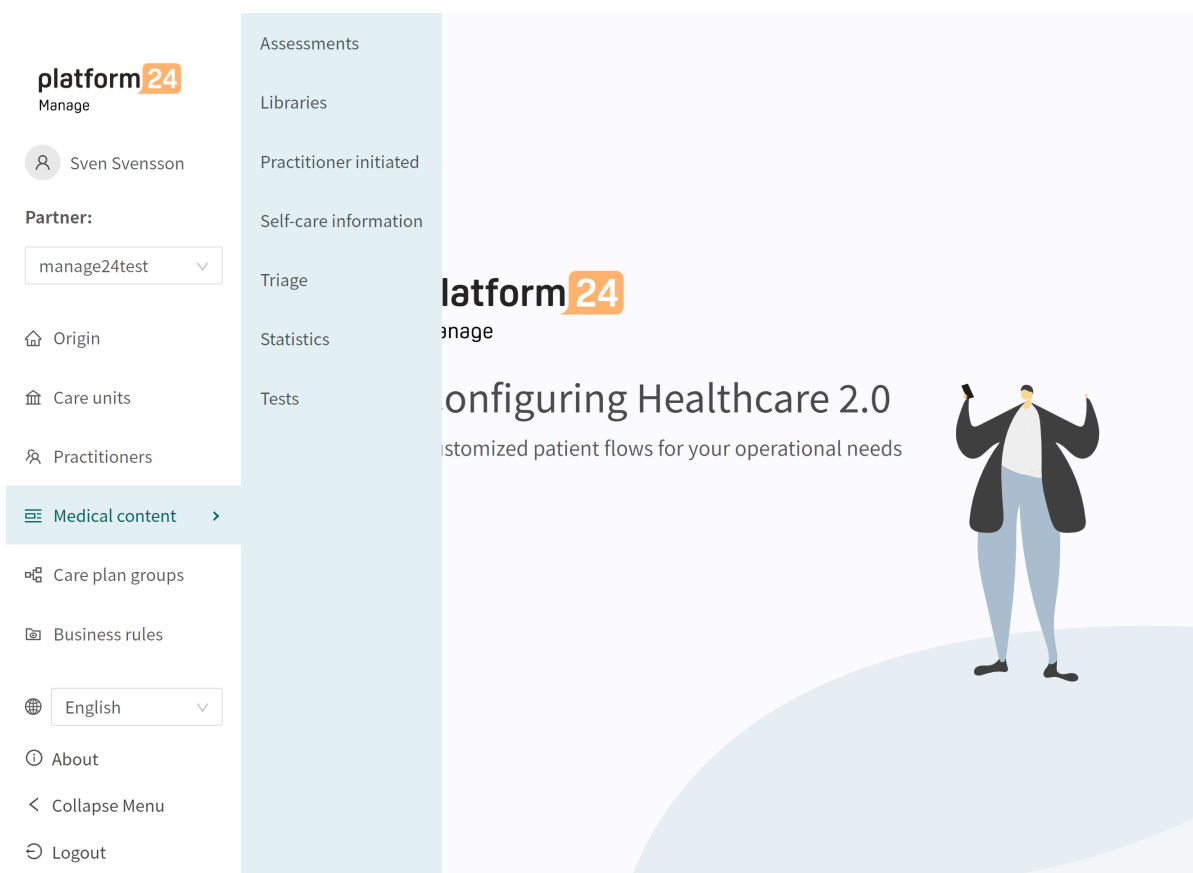 platform24
Manage
Sven Svensson
Partner:
manage24test
Origin
Care units
Practitioners
Medical content
Care plan groups
Business rules
English
About
Collapse Menu
Logout
Assessments
Libraries
Practitioner initiated
Self-care information
Triage
Statistics
Tests
latform24
anage
onfiguring Healthcare 2.0
stomized patient flows for your operational needs